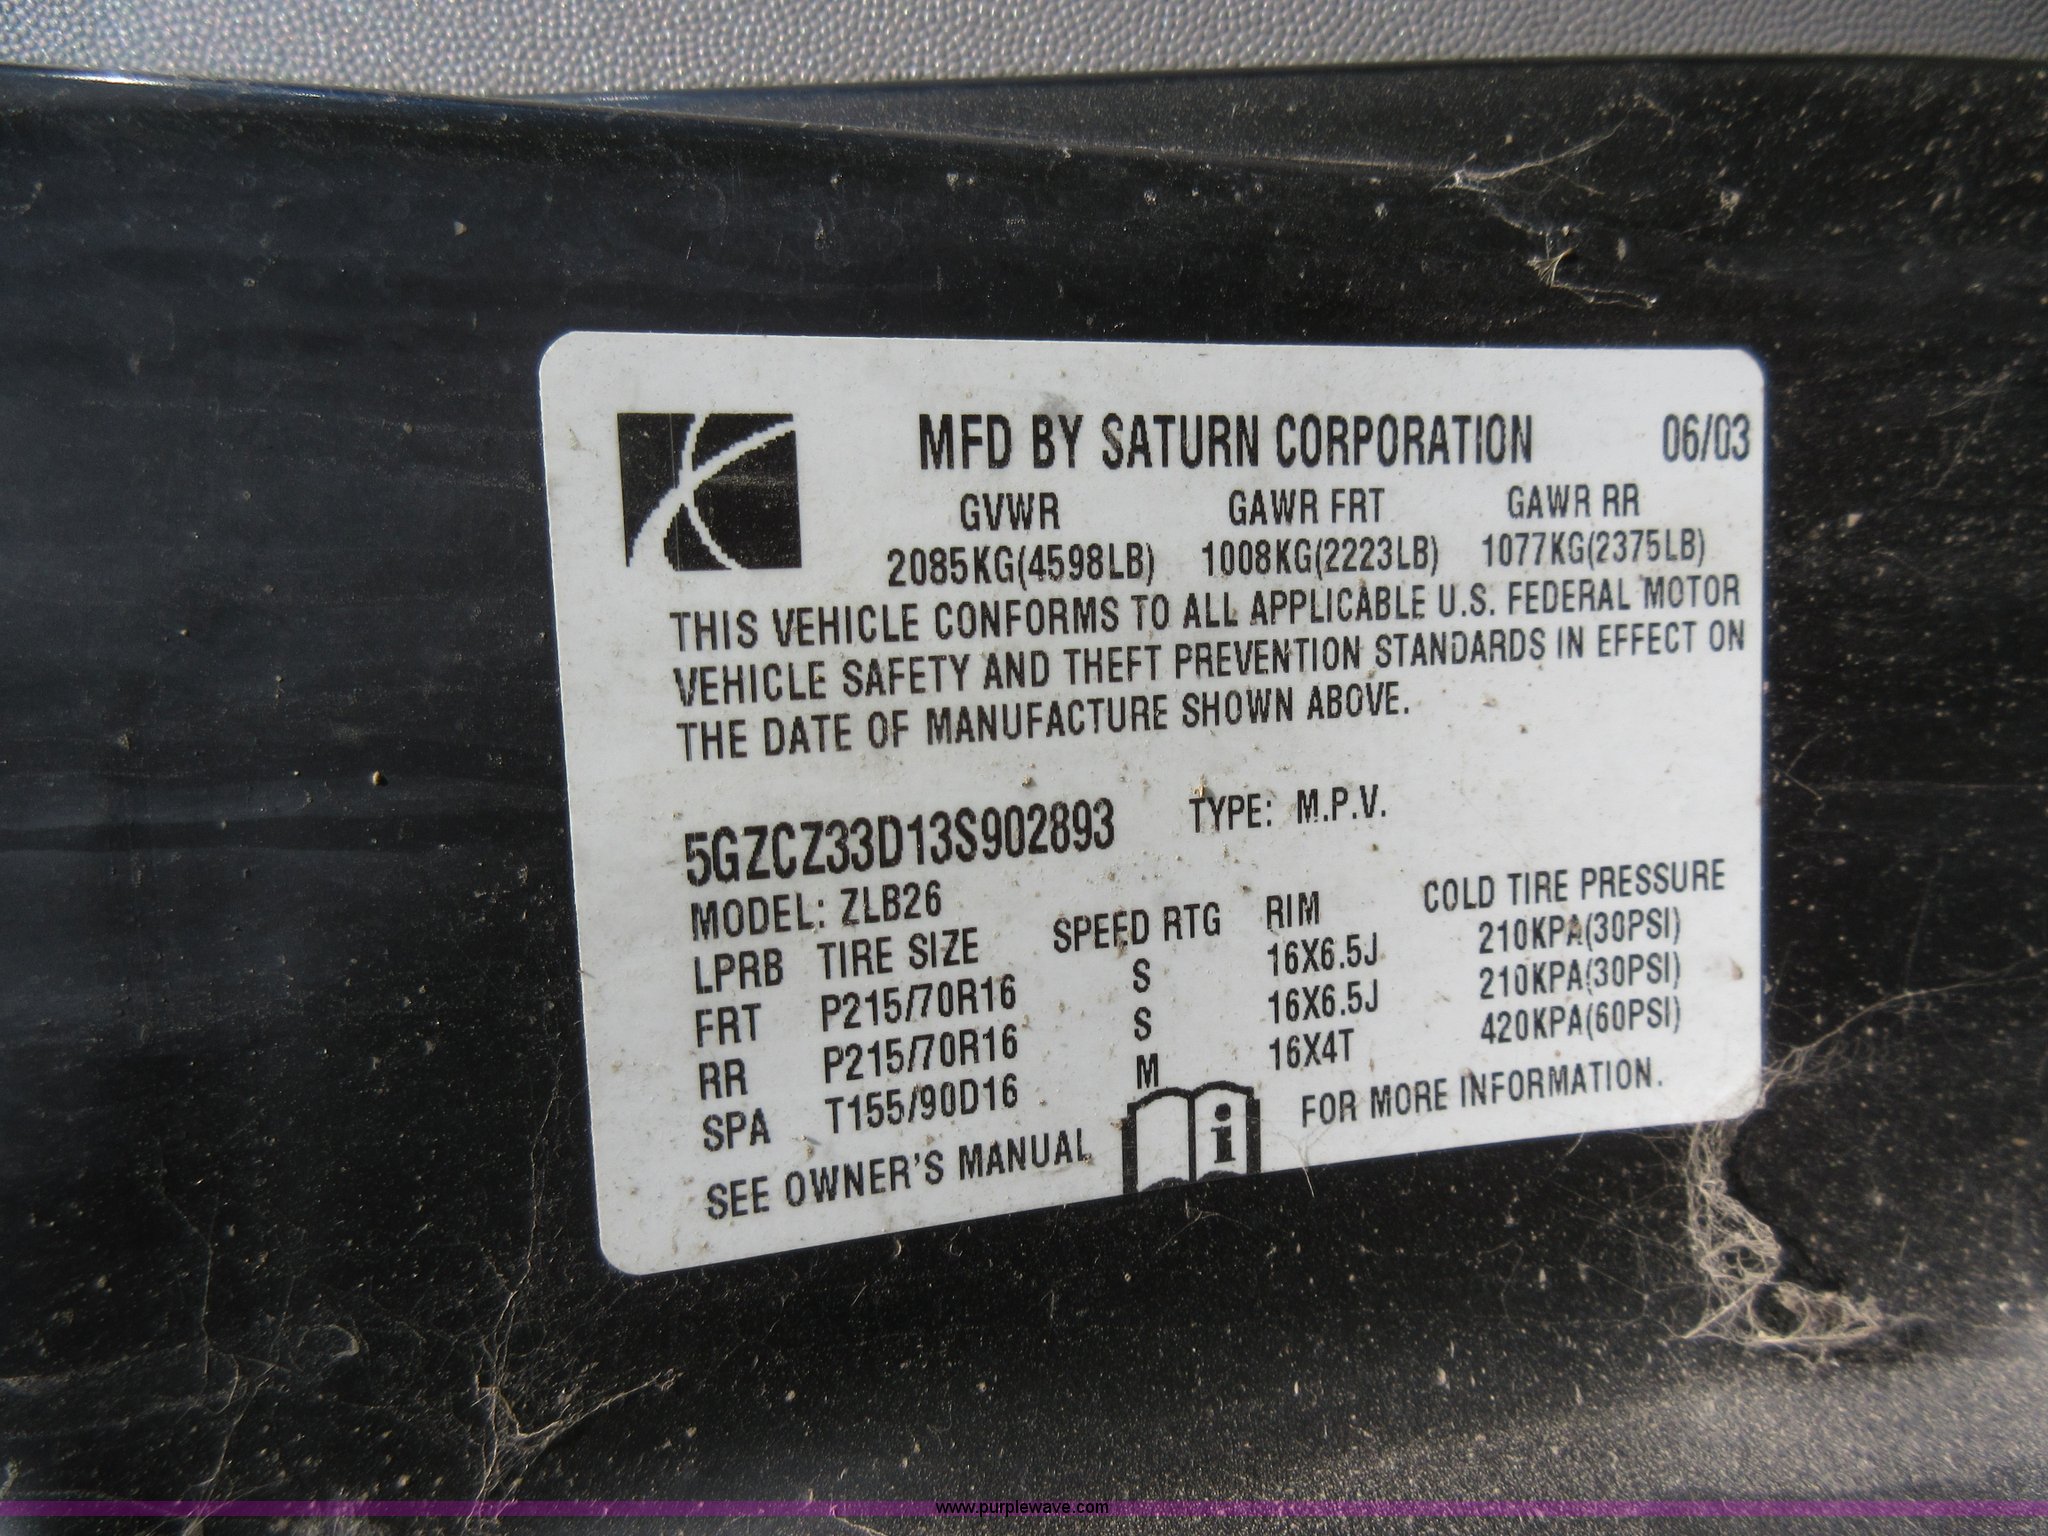 MFD BY SATURN CORPORATION 06/03
GVWR GAWR FRT GAWR RR
2085KG(4598LB) 1008KG(2223LB) 1077KG(2375LB)
THIS VEHICLE CONFORMS TO ALL APPLICABLE U.S. FEDERAL MOTOR
VEHICLE SAFETY AND THEFT PREVENTION STANDARDS IN EFFECT ON
THE DATE OF MANUFACTURE SHOWN ABOVE.
5GZCZ33D13S902893 TYPE: M.P.V.
MODEL: ZLB26
LPRB TIRE SIZE SPEED RTG RIM COLD TIRE PRESSURE
FRT P215/70R16 S 16X6.5J 210KPA(30PSI)
RR P215/70R16 S 16X6.5J 210KPA(30PSI)
SPA T155/90D16 M 16X4T 420KPA(60PSI)
SEE OWNER'S MANUAL i FOR MORE INFORMATION.
www.purplewave.com